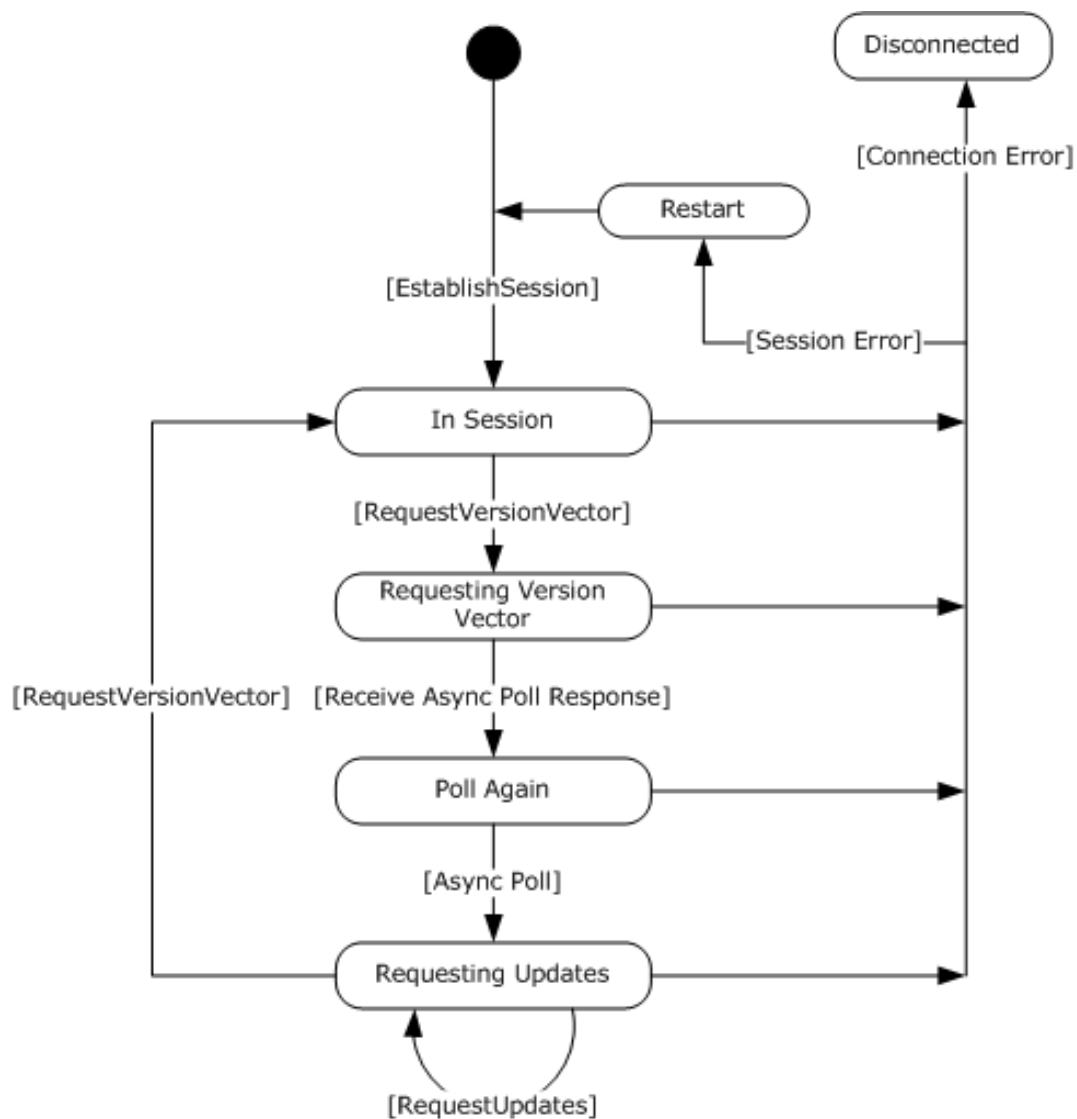 Disconnected
[Connection Error]
Restart
[EstablishSession]
[Session Error]
In Session
[RequestVersionVector]
Requesting Version
Vector
[RequestVersionVector]
[Receive Async Poll Response]
Poll Again
[Async Poll]
Requesting Updates
[RequestUpdates]